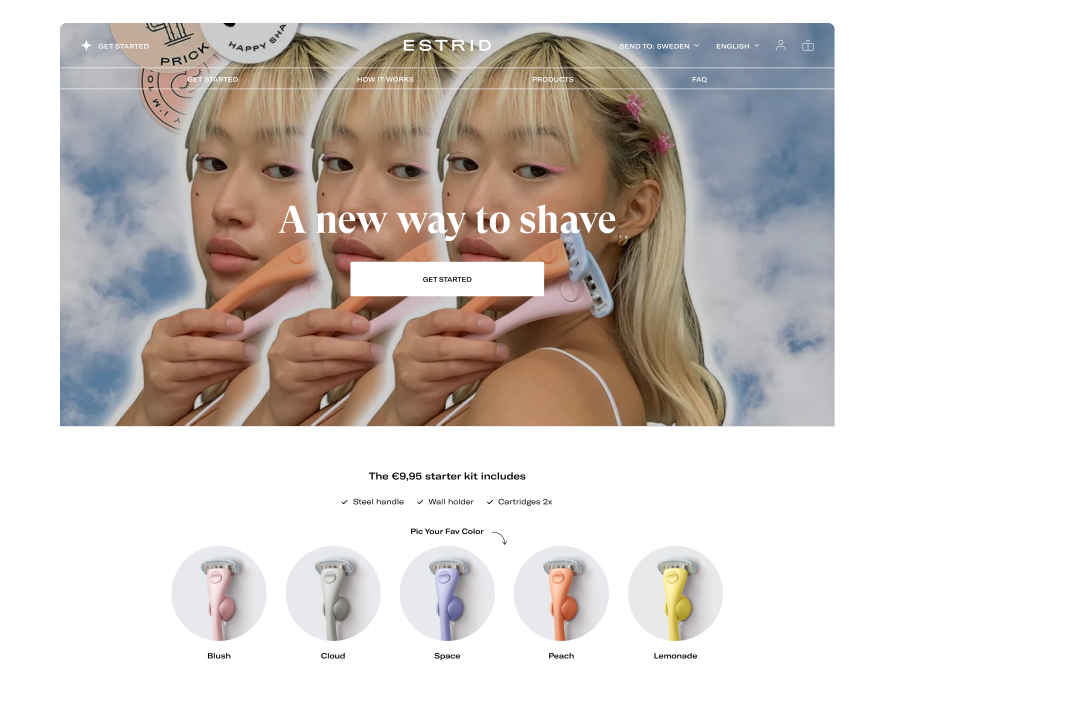 GET STARTED
PRICK
HAPPY SHA
ESTRID
SEND TO: SWEDEN
ENGLISH
GET STARTED
HOW IT WORKS
PRODUCTS
FAQ
Y I'M
A new way to shave
GET STARTED
The €9,95 starter kit includes
Steel handle
Wall holder
Cartridges 2x
Pic Your Fav Color
Blush
Cloud
Space
Peach
Lemonade